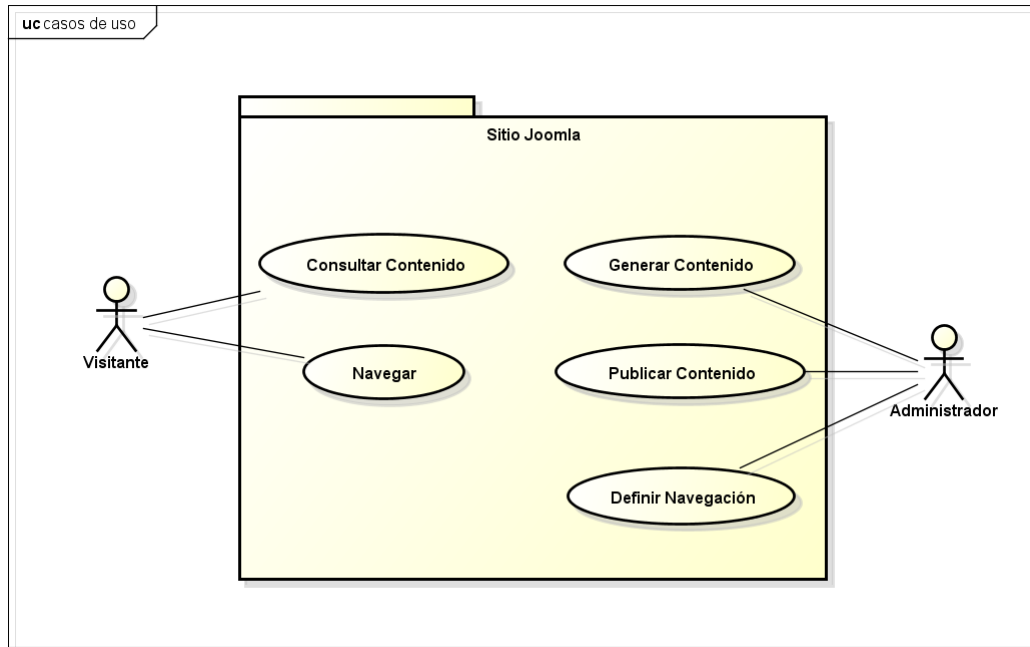 uc casos de uso
Sitio Joomla
Consultar Contenido
Generar Contenido
Visitante
Navegar
Publicar Contenido
Administrador
Definir Navegación